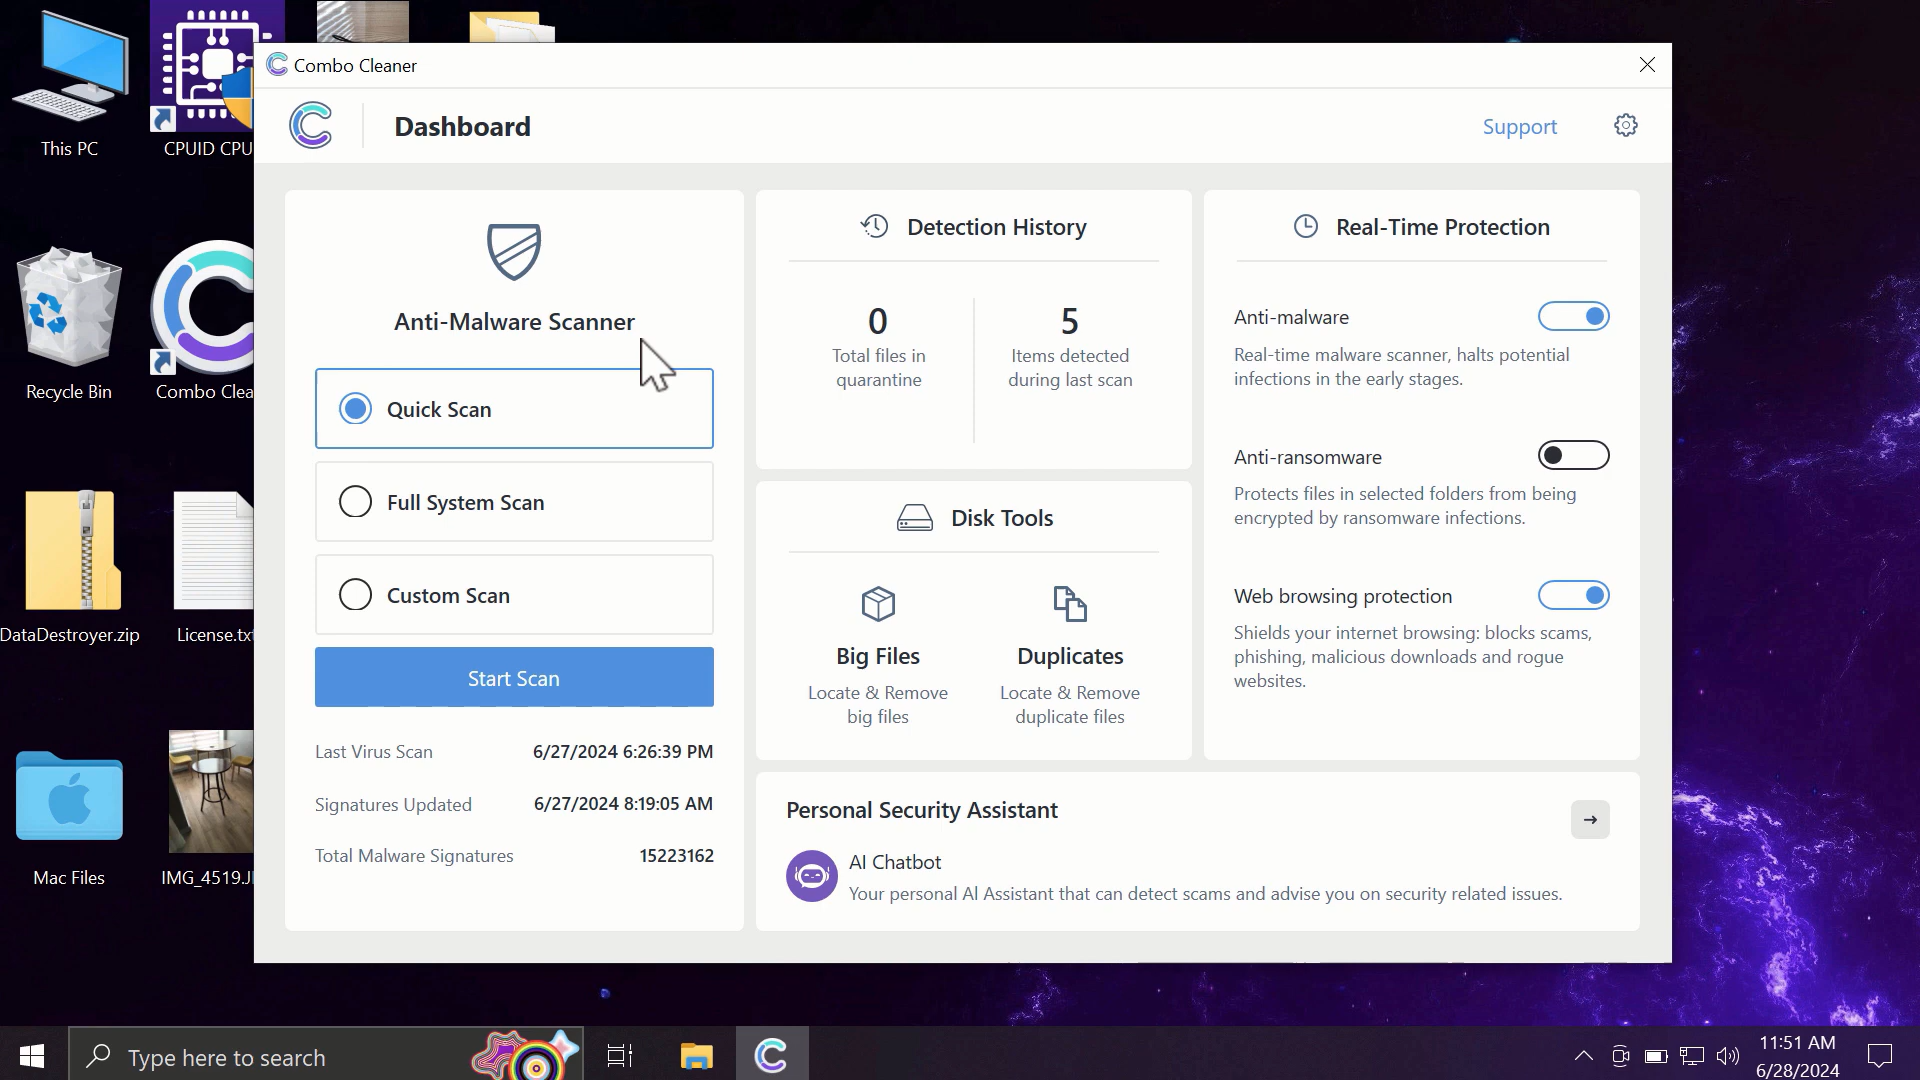 This PC
CPUID CPU
Recycle Bin
Combo Clea
DataDestroyer.zip
License.txt
Mac Files
IMG_4519.J
Combo Cleaner
Dashboard
Support
Anti-Malware Scanner
Quick Scan
Full System Scan
Custom Scan
Start Scan
Last Virus Scan 6/27/2024 6:26:39 PM
Signatures Updated 6/27/2024 8:19:05 AM
Total Malware Signatures 15223162
Detection History
0
Total files in
quarantine
5
Items detected
during last scan
Disk Tools
Big Files
Locate & Remove
big files
Duplicates
Locate & Remove
duplicate files
Real-Time Protection
Anti-malware
Real-time malware scanner, halts potential
infections in the early stages.
Anti-ransomware
Protects files in selected folders from being
encrypted by ransomware infections.
Web browsing protection
Shields your internet browsing: blocks scams,
phishing, malicious downloads and rogue
websites.
Personal Security Assistant
AI Chatbot
Your personal AI Assistant that can detect scams and advise you on security related issues.
Type here to search
11:51 AM
6/28/2024